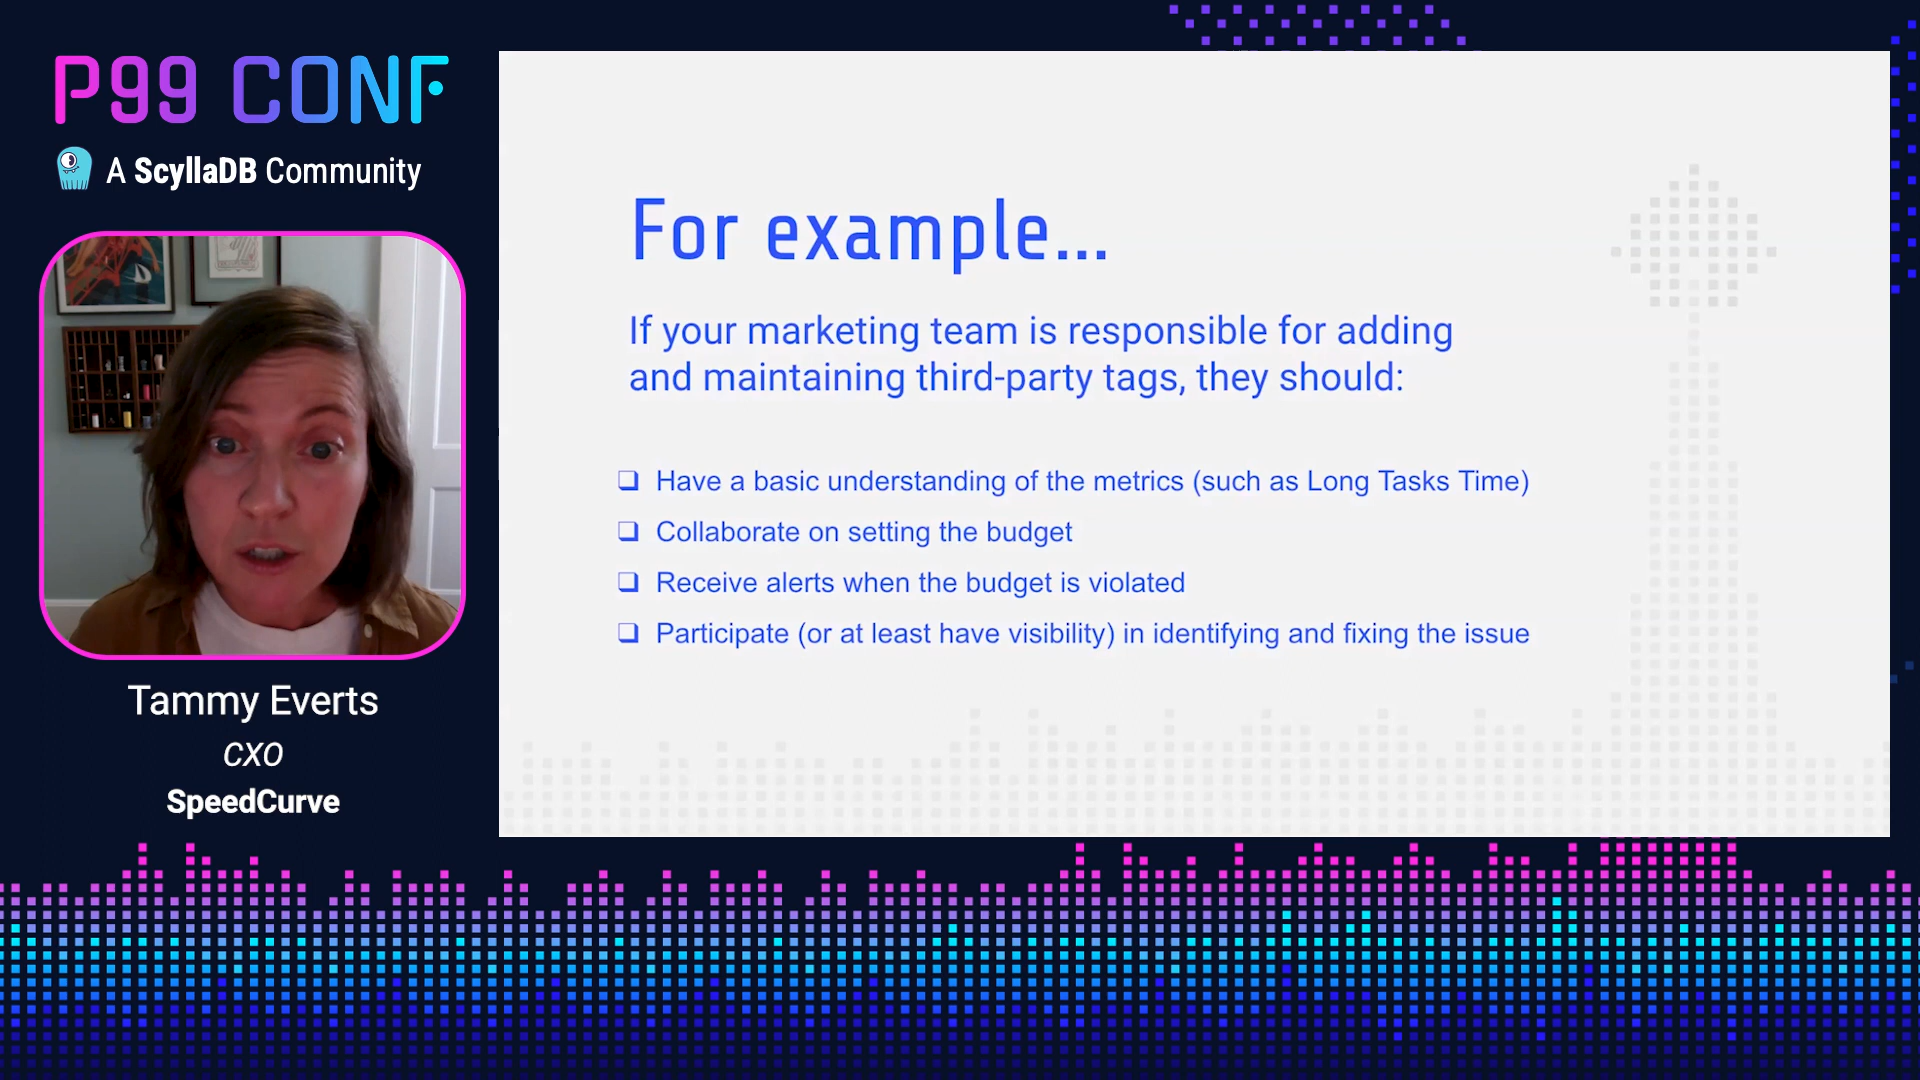 P99 CONF
A ScyllaDB Community
Tammy Everts
CXO
SpeedCurve
For example...
If your marketing team is responsible for adding
and maintaining third-party tags, they should:
❏ Have a basic understanding of the metrics (such as Long Tasks Time)
❏ Collaborate on setting the budget
❏ Receive alerts when the budget is violated
❏ Participate (or at least have visibility) in identifying and fixing the issue